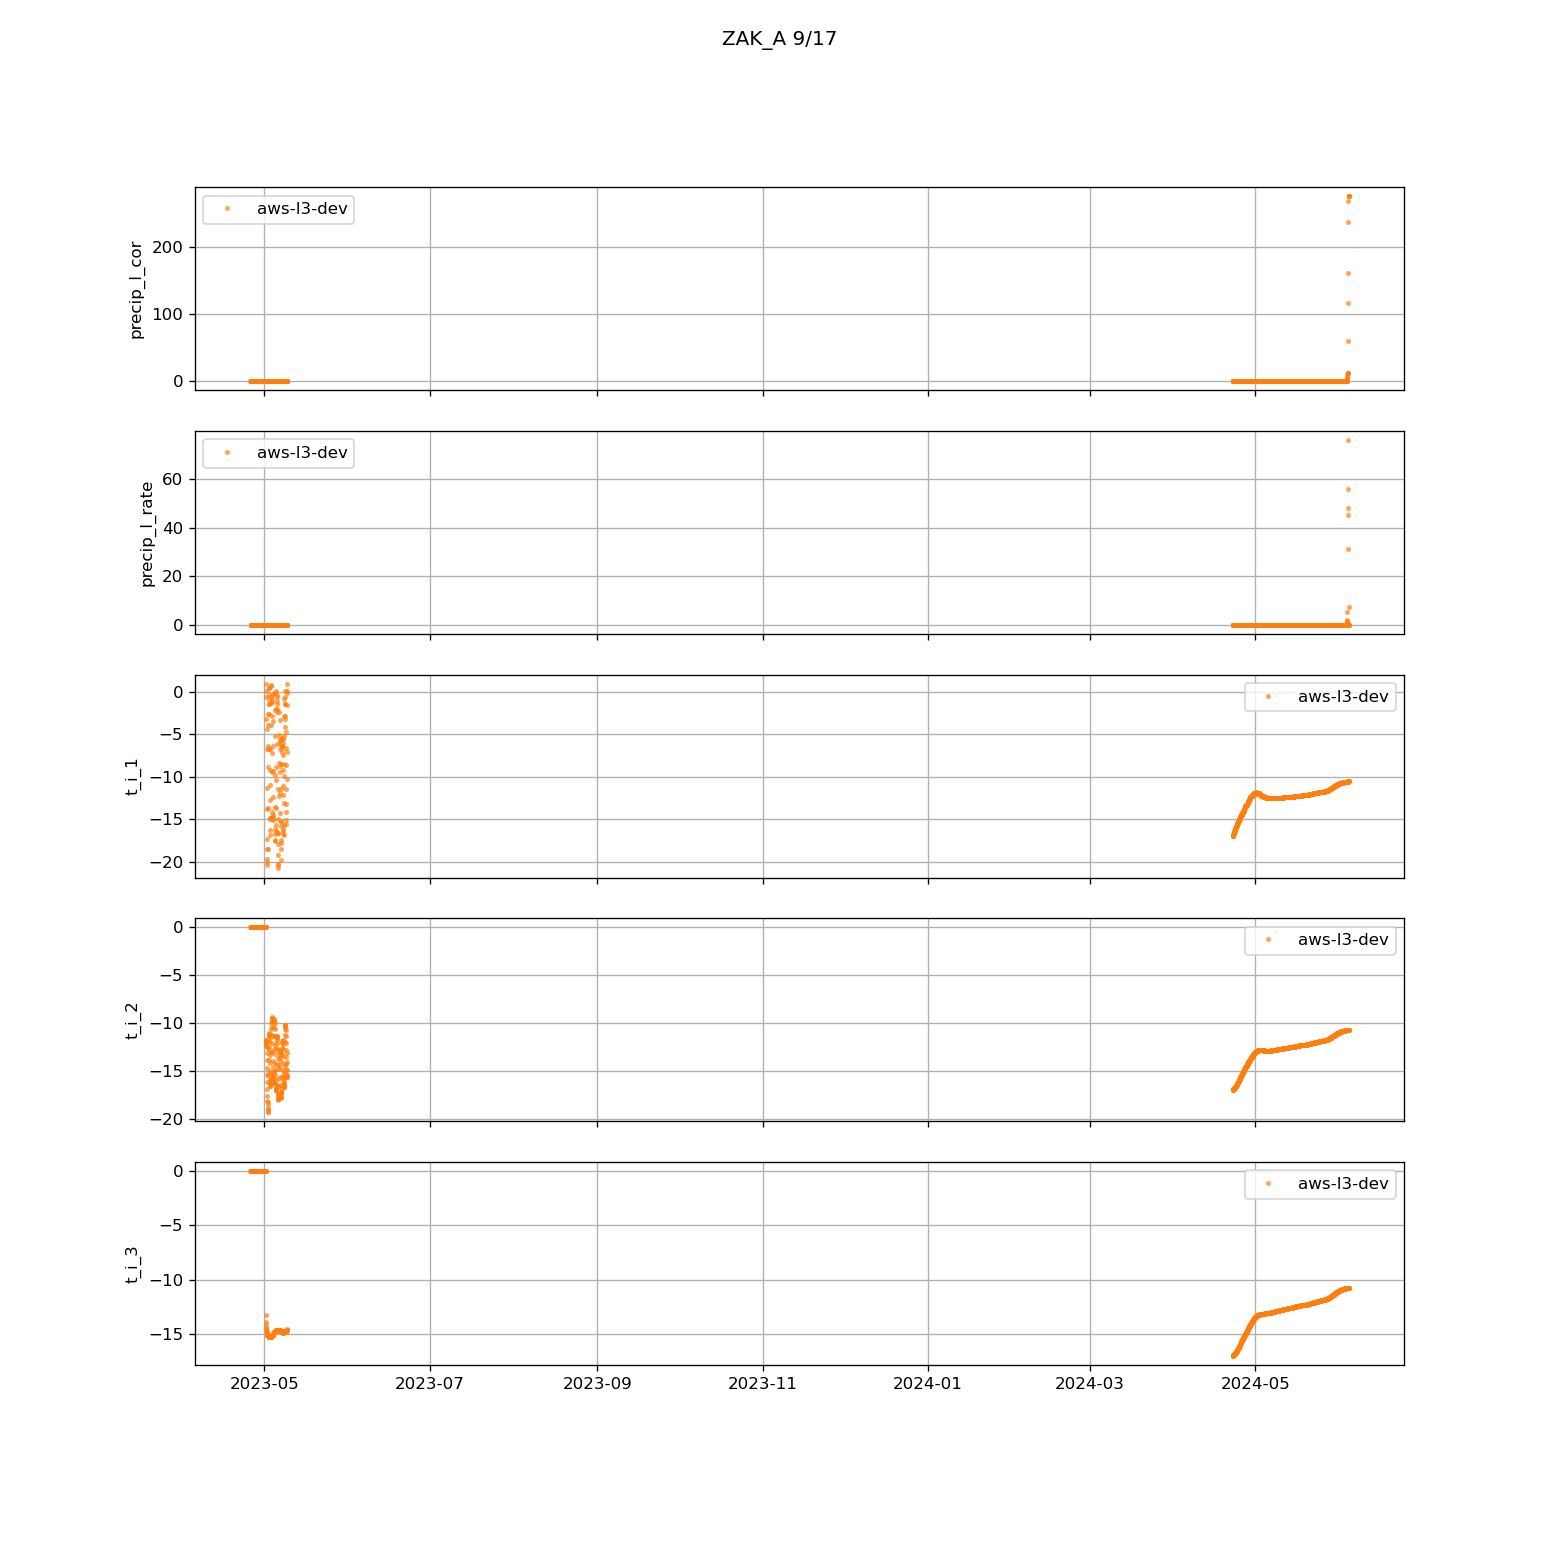 ZAK_A 9/17
aws-l3-dev
precip_l_cor
200
100
0
aws-l3-dev
precip_l_rate
60
40
20
0
aws-l3-dev
t_i_1
0
−5
−10
−15
−20
aws-l3-dev
t_i_2
0
−5
−10
−15
−20
aws-l3-dev
t_i_3
0
−5
−10
−15
2023-05 2023-07 2023-09 2023-11 2024-01 2024-03 2024-05